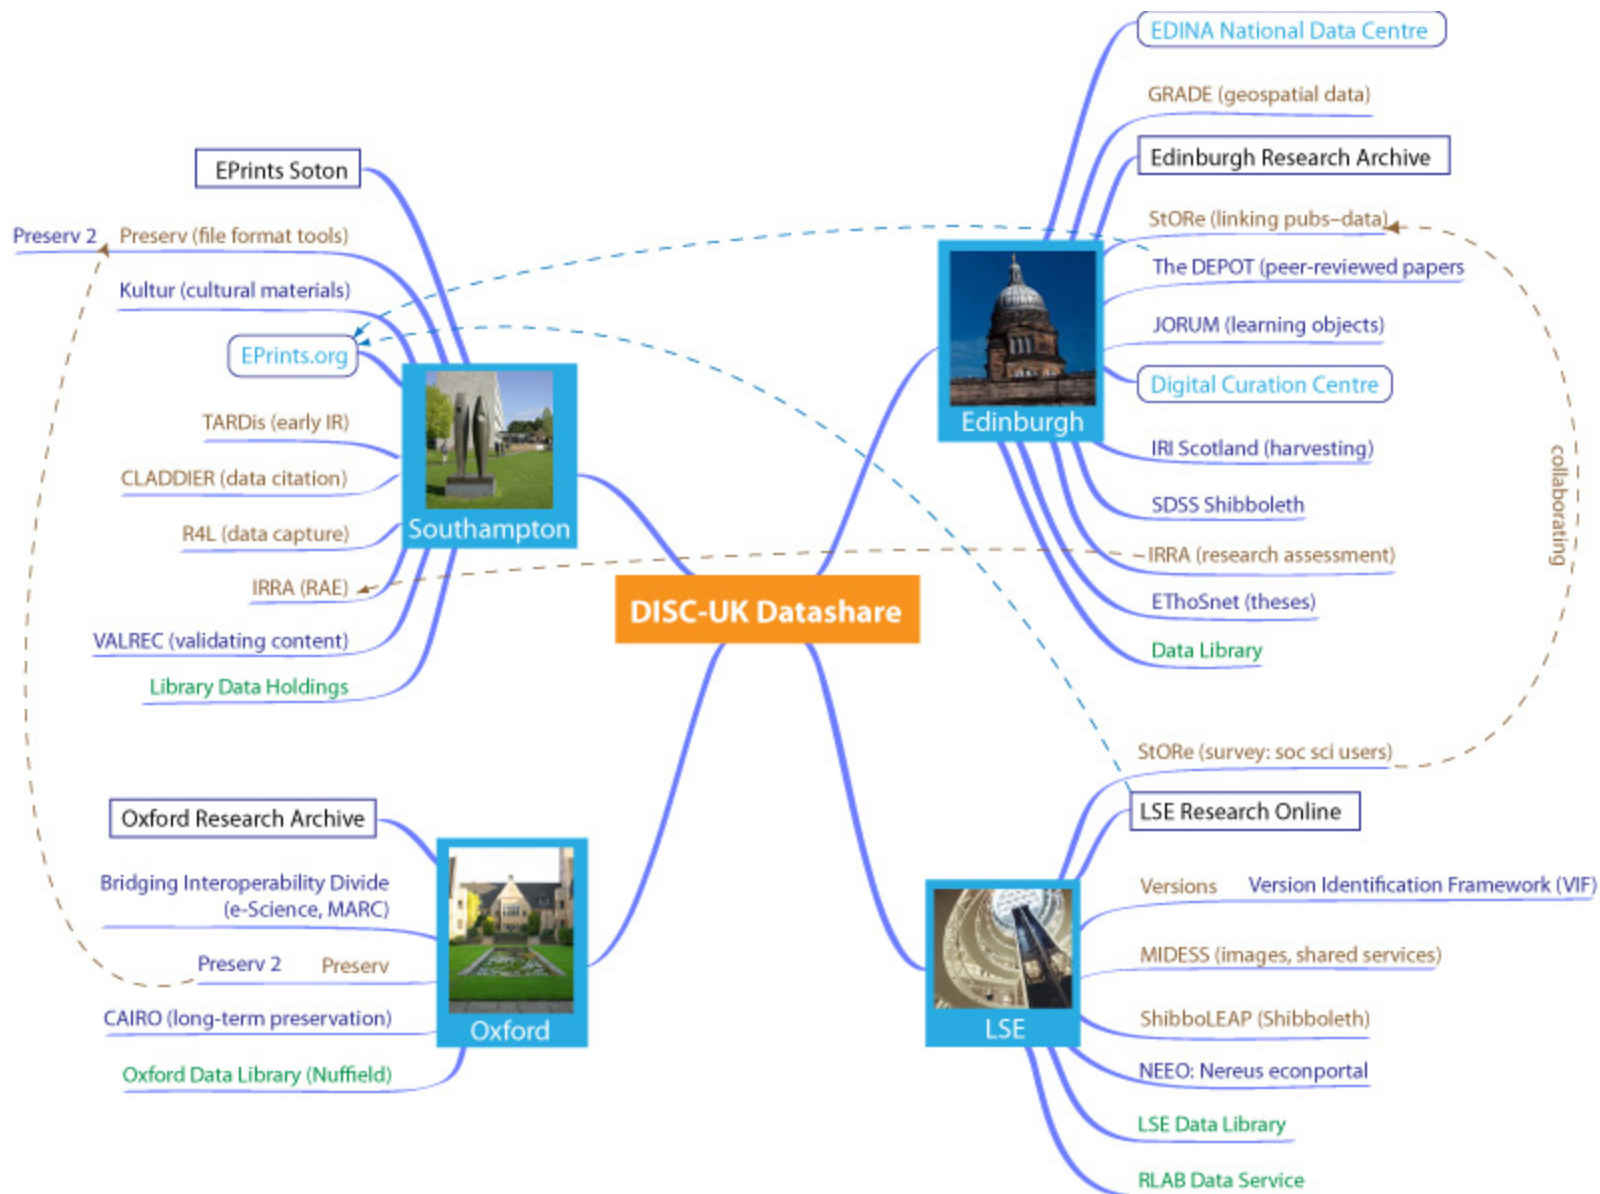 EDINA National Data Centre
GRADE (geospatial data)
Edinburgh Research Archive
StORe (linking pubs–data)
The DEPOT (peer-reviewed papers
JORUM (learning objects)
Digital Curation Centre
IRI Scotland (harvesting)
SDSS Shibboleth
IRRA (research assessment)
EThoSnet (theses)
Data Library
Edinburgh
collaborating
EPrints Soton
Preserv 2 Preserv (file format tools)
Kultur (cultural materials)
EPrints.org
TARDis (early IR)
CLADDIER (data citation)
R4L (data capture)
IRRA (RAE)
VALREC (validating content)
Library Data Holdings
Southampton
DISC-UK Datashare
Oxford Research Archive
Bridging Interoperability Divide
(e-Science, MARC)
Preserv 2 Preserv
CAIRO (long-term preservation)
Oxford Data Library (Nuffield)
Oxford
StORe (survey: soc sci users)
LSE Research Online
Versions Version Identification Framework (VIF)
MIDESS (images, shared services)
ShibboLEAP (Shibboleth)
NEEO: Nereus econportal
LSE Data Library
RLAB Data Service
LSE